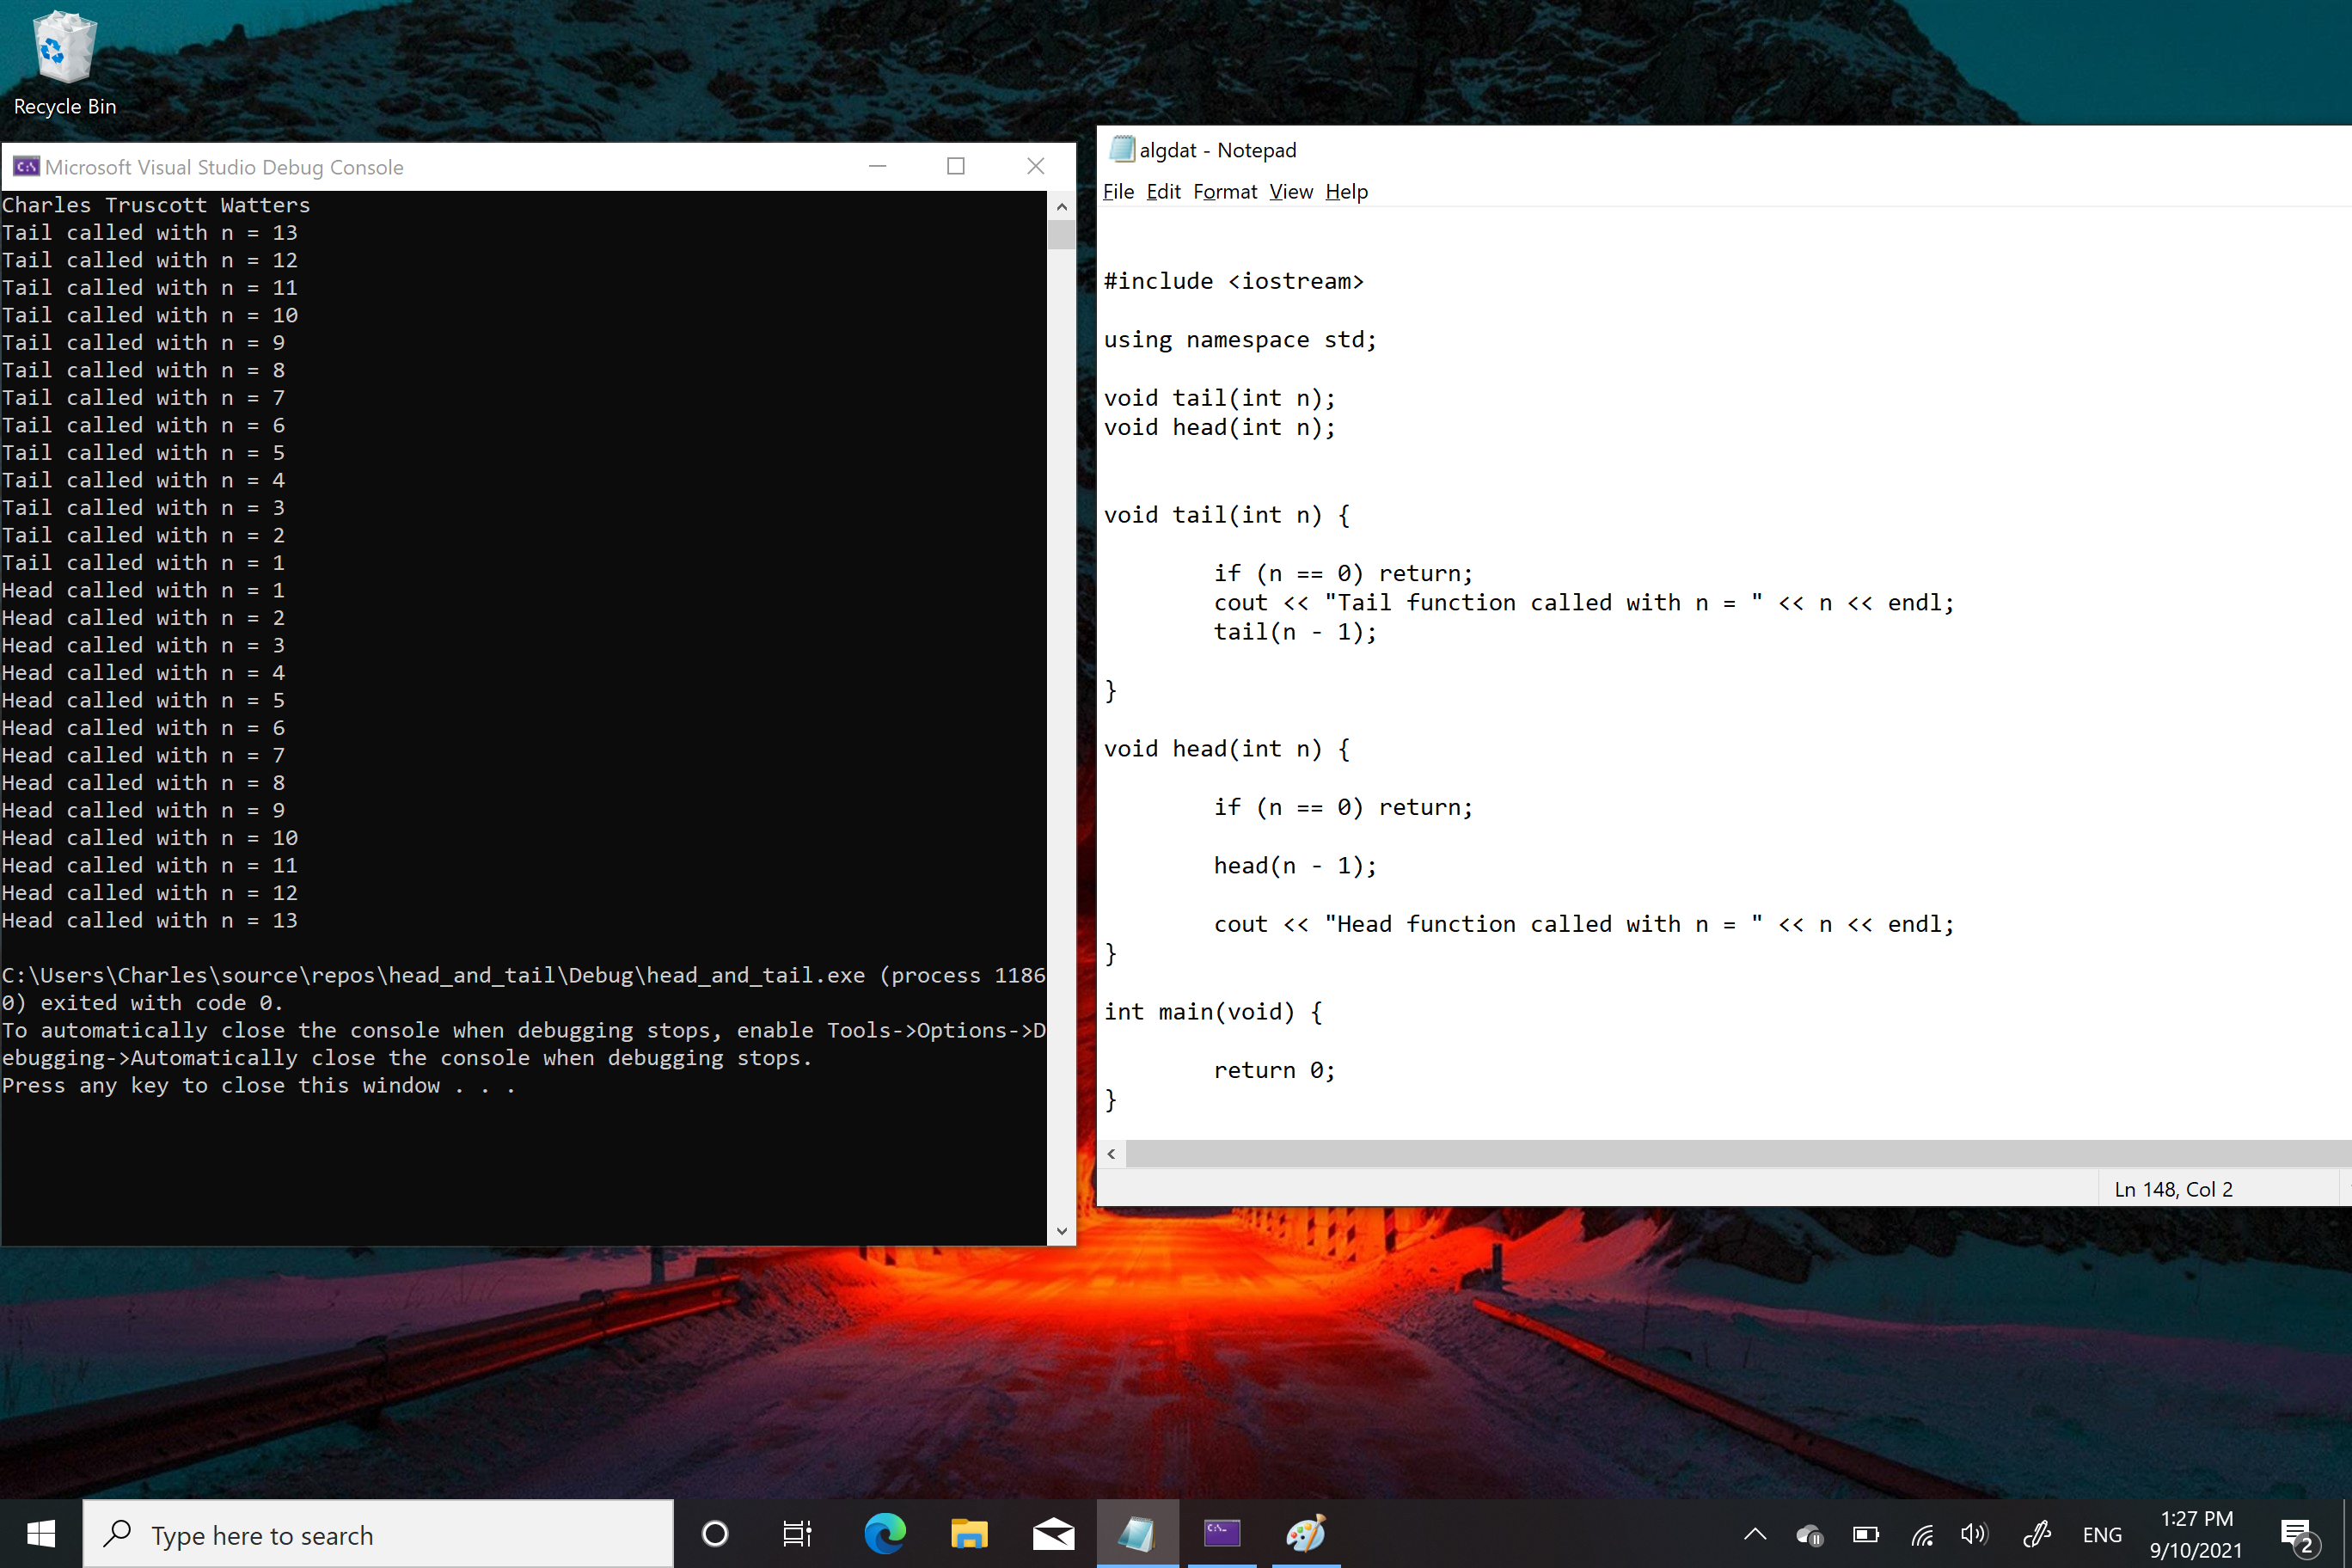 Recycle Bin
Microsoft Visual Studio Debug Console
Charles Truscott Watters
Tail called with n = 13
Tail called with n = 12
Tail called with n = 11
Tail called with n = 10
Tail called with n = 9
Tail called with n = 8
Tail called with n = 7
Tail called with n = 6
Tail called with n = 5
Tail called with n = 4
Tail called with n = 3
Tail called with n = 2
Tail called with n = 1
Head called with n = 1
Head called with n = 2
Head called with n = 3
Head called with n = 4
Head called with n = 5
Head called with n = 6
Head called with n = 7
Head called with n = 8
Head called with n = 9
Head called with n = 10
Head called with n = 11
Head called with n = 12
Head called with n = 13
C:\Users\Charles\source\repos\head_and_tail\Debug\head_and_tail.exe (process 1186
0) exited with code 0.
To automatically close the console when debugging stops, enable Tools->Options->D
ebugging->Automatically close the console when debugging stops.
Press any key to close this window . . .
algdat - Notepad
File Edit Format View Help
#include <iostream>
using namespace std;
void tail(int n);
void head(int n);
void tail(int n) {
if (n == 0) return;
cout << "Tail function called with n = " << n << endl;
tail(n - 1);
}
void head(int n) {
if (n == 0) return;
head(n - 1);
cout << "Head function called with n = " << n << endl;
}
int main(void) {
return 0;
}
Ln 148, Col 2
Type here to search
ENG
1:27 PM
9/10/2021
2